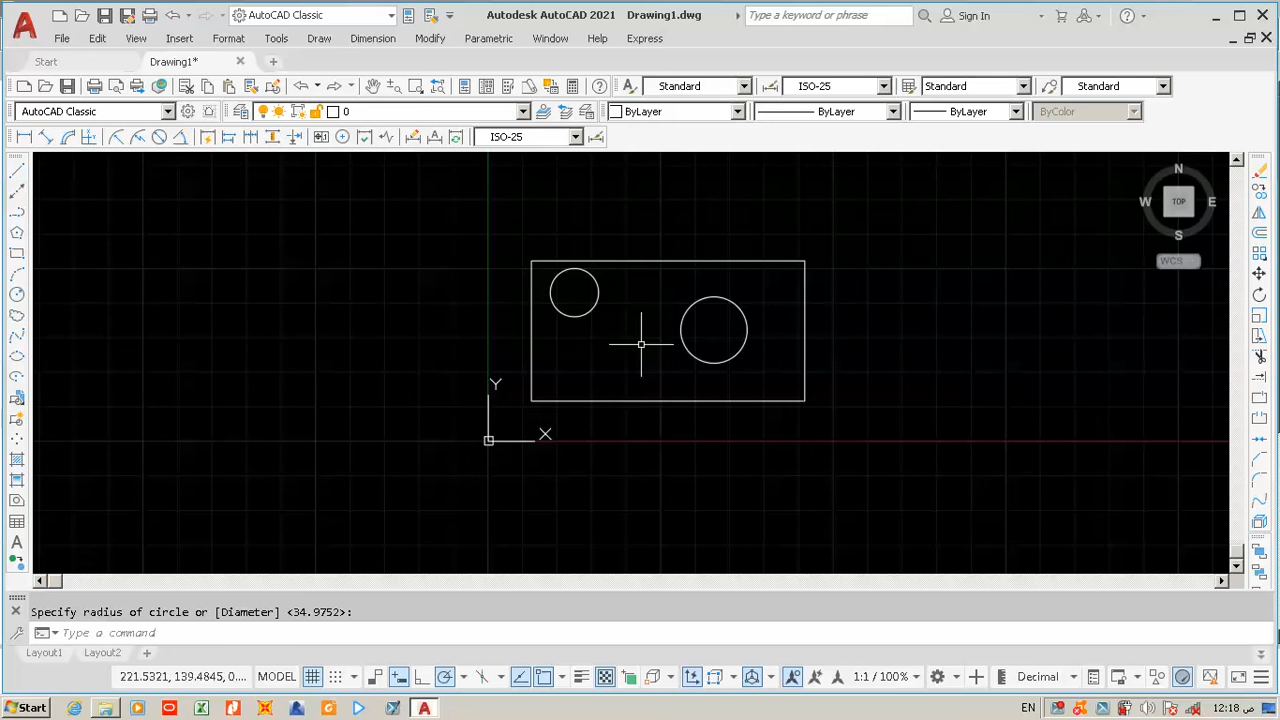 AutoCAD Classic
Autodesk AutoCAD 2021 Drawing1.dwg
Type a keyword or phrase
Sign In
File Edit View Insert Format Tools Draw Dimension Modify Parametric Window Help Express
Start Drawing1*
Standard ISO-25 Standard Standard
AutoCAD Classic 0 ByLayer ByLayer ByLayer ByColor
ISO-25
N
W TOP E
S
WCS
Y
X
Specify radius of circle or [Diameter] <34.9752>:
Type a command
Layout1 Layout2
221.5321, 139.4845, 0.... MODEL 1:1 / 100% Decimal
Start EN 12:18 ص